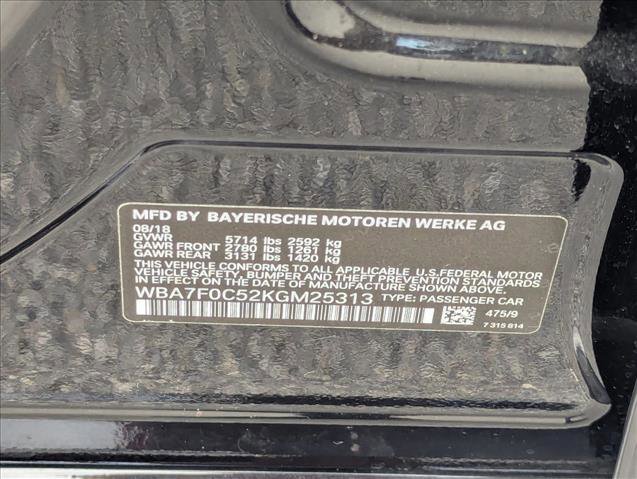 MFD BY BAYERISCHE MOTOREN WERKE AG
08/18
GVWR 5714 lbs 2592 kg
GAWR FRONT 2780 lbs 1261 kg
GAWR REAR 3131 lbs 1420 kg
THIS VEHICLE CONFORMS TO ALL APPLICABLE U.S.FEDERAL MOTOR
VEHICLE SAFETY, BUMPER AND THEFT PREVENTION STANDARDS
IN EFFECT ON THE DATE OF MANUFACTURE SHOWN ABOVE.
WBA7F0C52KGM25313 TYPE: PASSENGER CAR
475/9
7 315 814